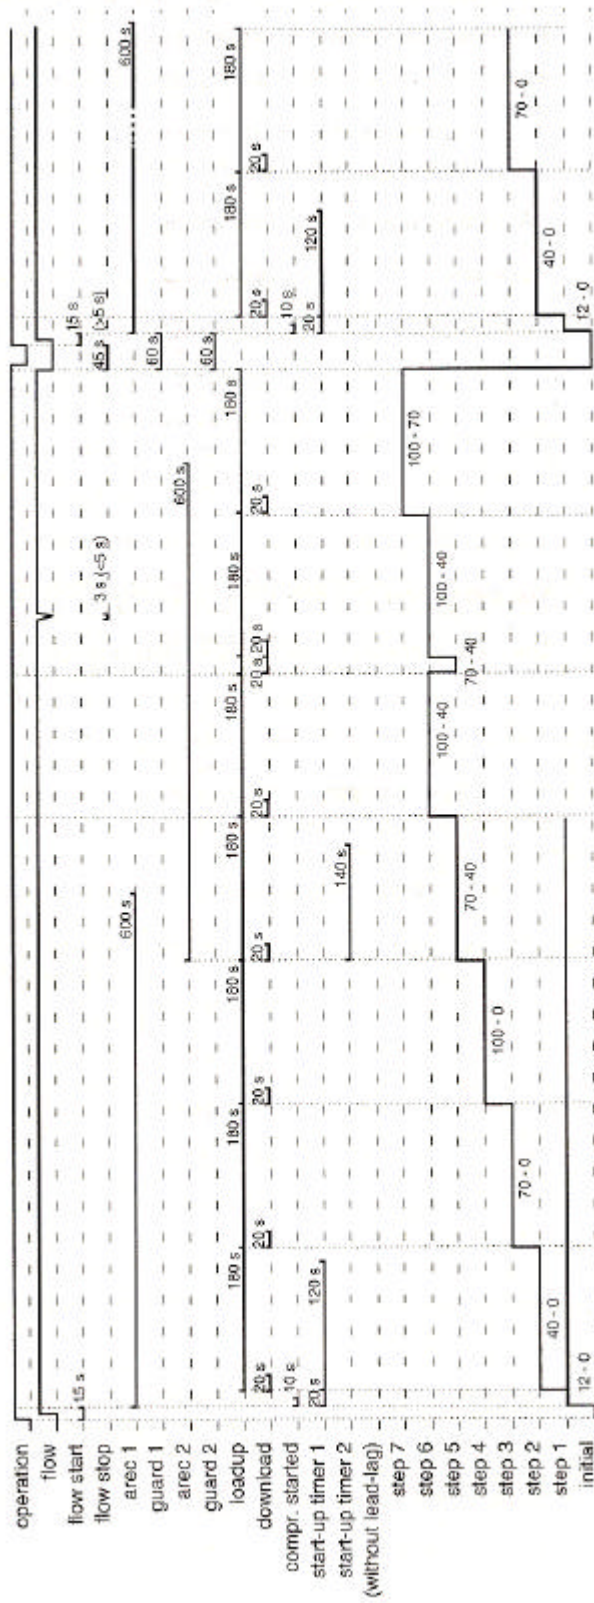 operation
flow
flow start 15 s 15 s
flow stop 3 s (<5 s) 45 s (>5 s)
arec 1 600 s 600 s
guard 1 60 s
arec 2 600 s
guard 2 60 s
loadup 180 s 180 s 180 s 180 s 180 s 180 s 180 s 180 s 180 s
download 20 s 20 s 20 s 20 s 20 s 20 s 20 s 20 s 20 s 20 s
compr. started 10 s 10 s
start-up timer 1 20 s 120 s 20 s 120 s
start-up timer 2 140 s
(without lead-lag)
step 7 100 - 70
step 6 100 - 40 100 - 40
step 5 70 - 40 70 - 40
step 4 100 - 0
step 3 70 - 0 70 - 0
step 2 40 - 0 40 - 0
step 1 12 - 0 12 - 0
initial